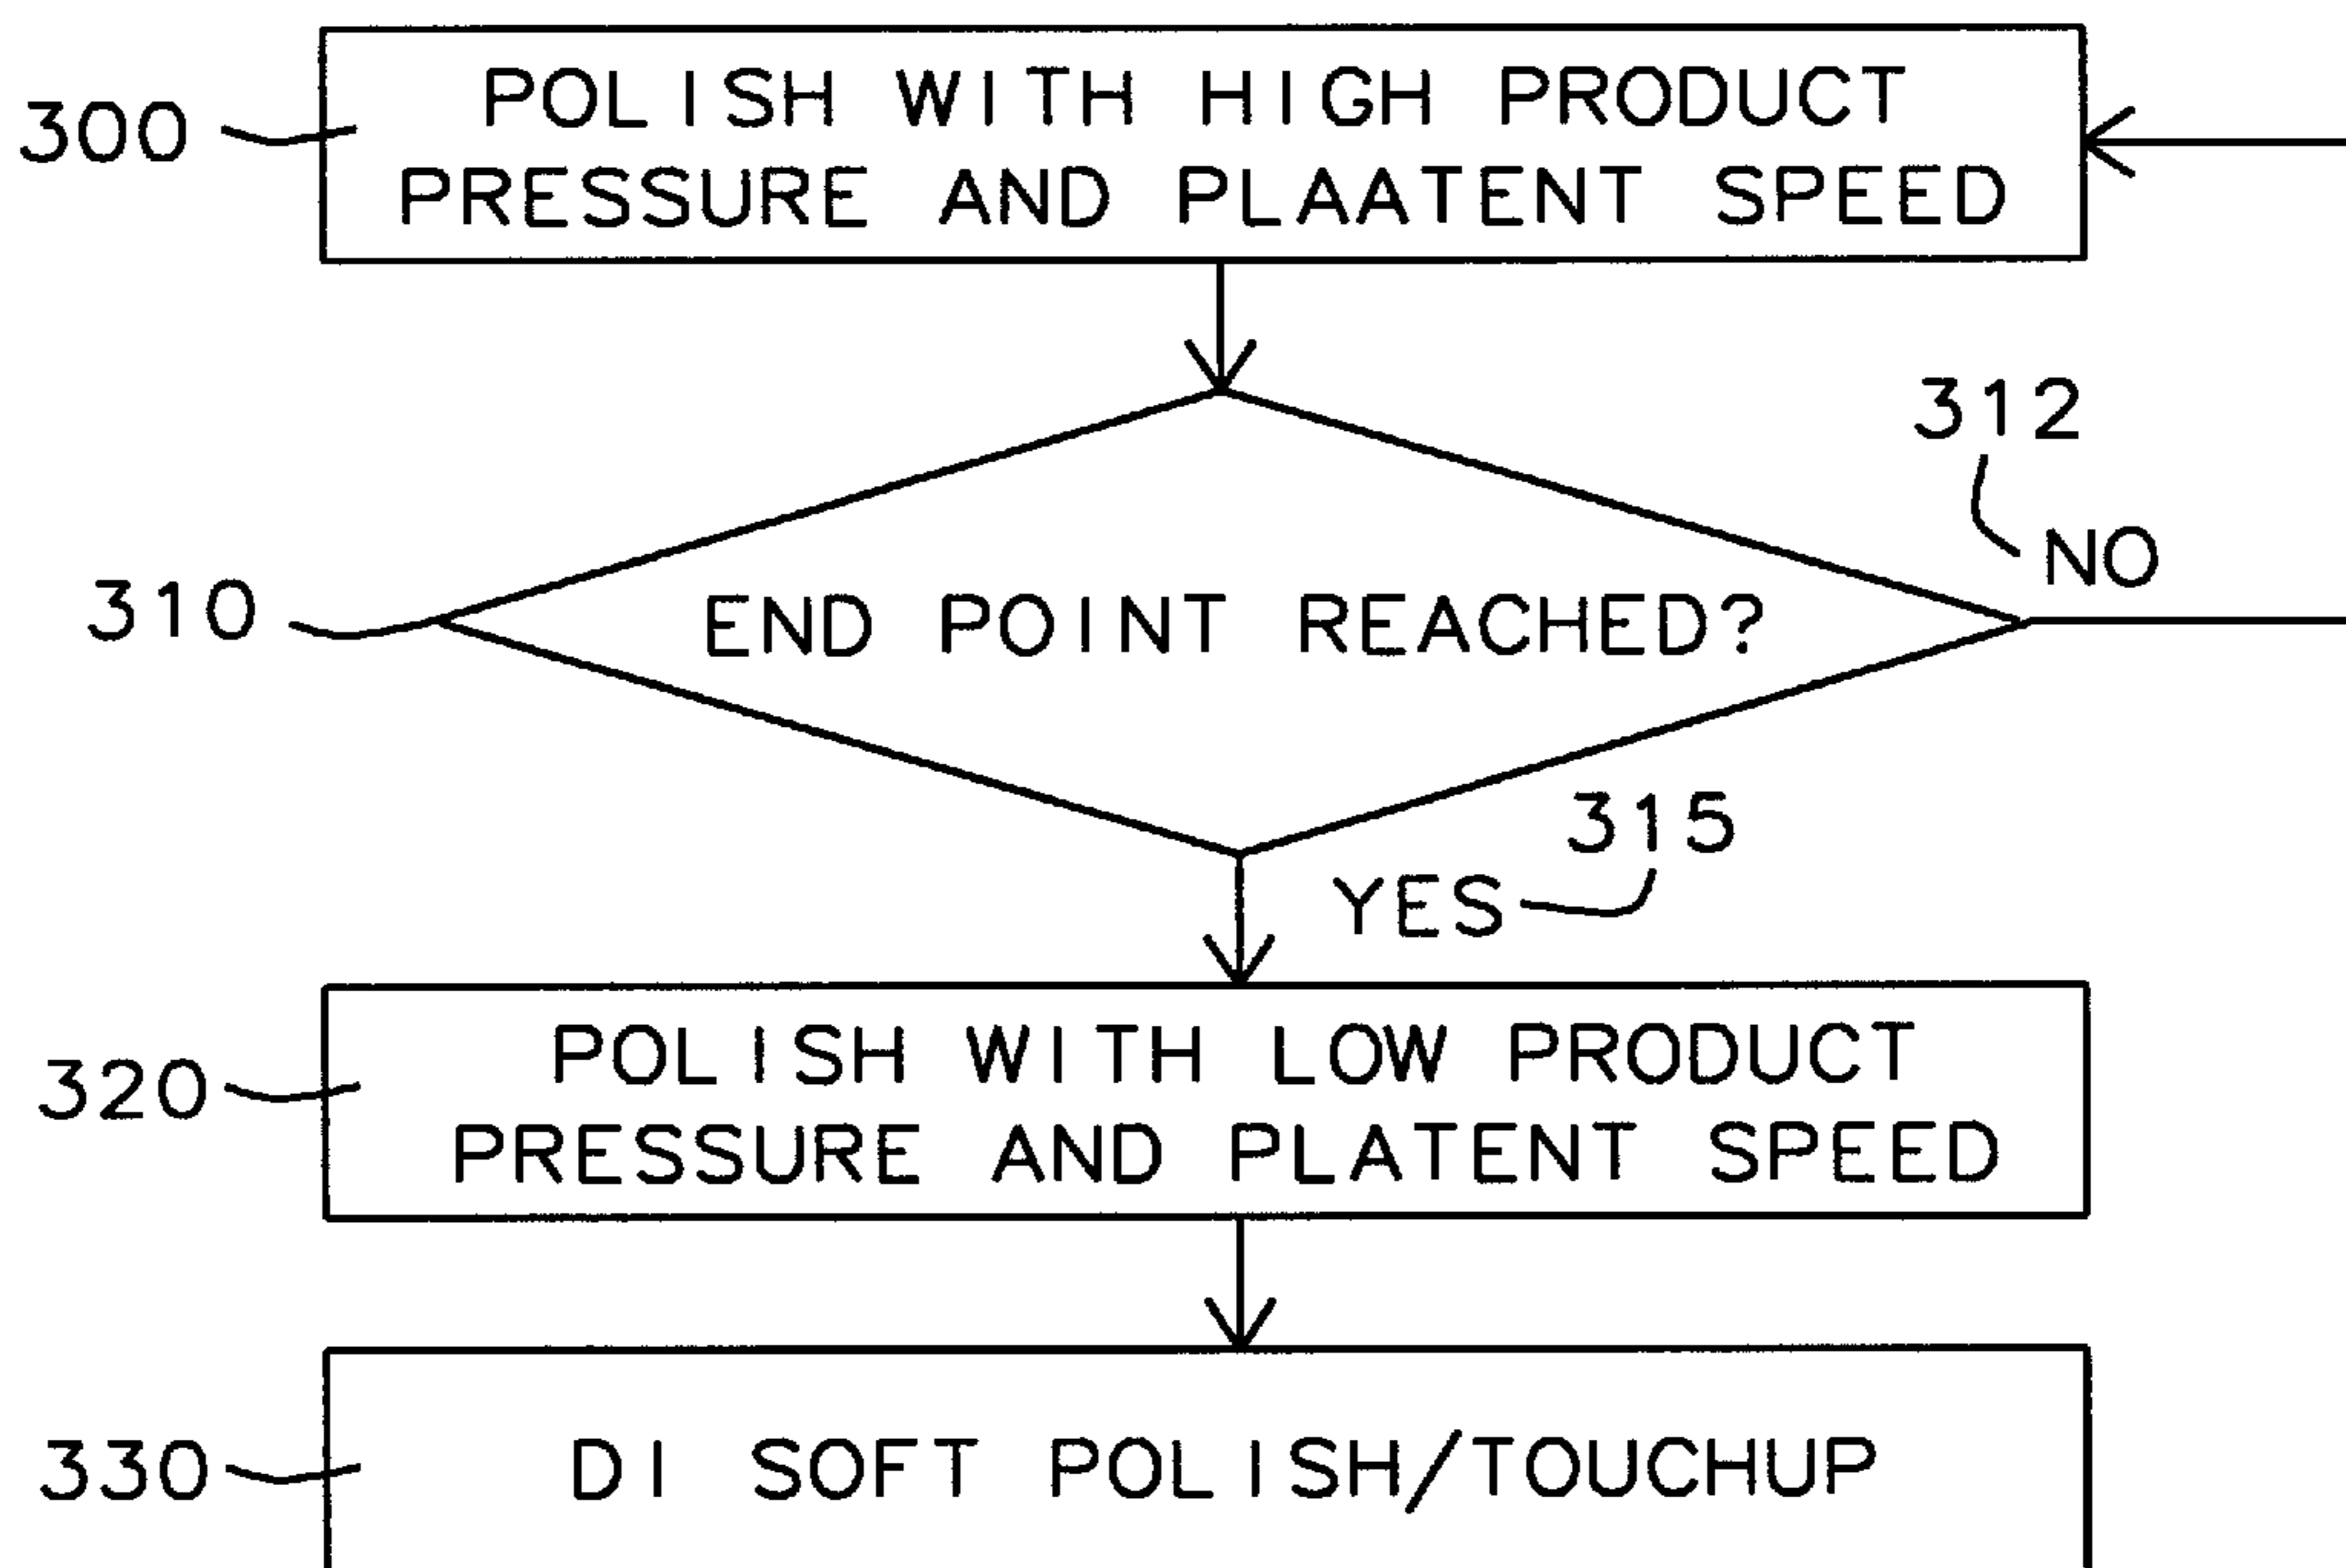 POLISH WITH HIGH PRODUCT
300
PRESSURE AND PLAATENT SPEED
312
NO
310
END POINT REACHED?
315
YES
POLISH WITH LOW PRODUCT
320
PRESSURE AND PLATENT SPEED
330
DI SOFT POLISH/TOUCHUP